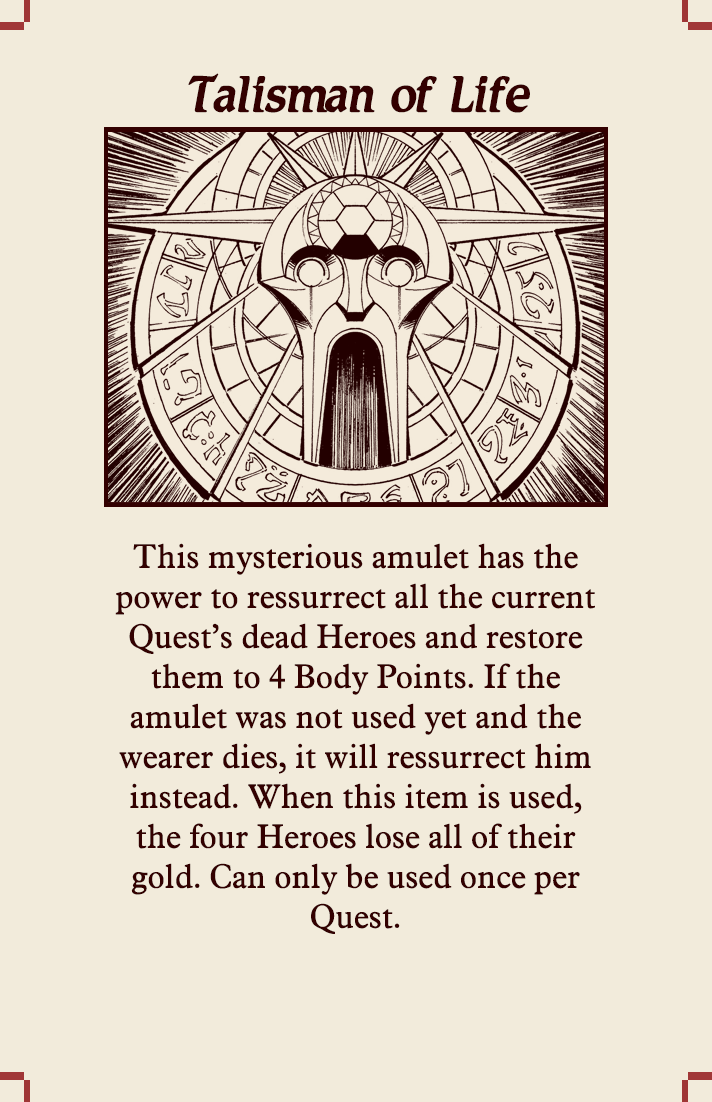 Talisman of Life
This mysterious amulet has the
power to ressurrect all the current
Quest’s dead Heroes and restore
them to 4 Body Points. If the
amulet was not used yet and the
wearer dies, it will ressurrect him
instead. When this item is used,
the four Heroes lose all of their
gold. Can only be used once per
Quest.